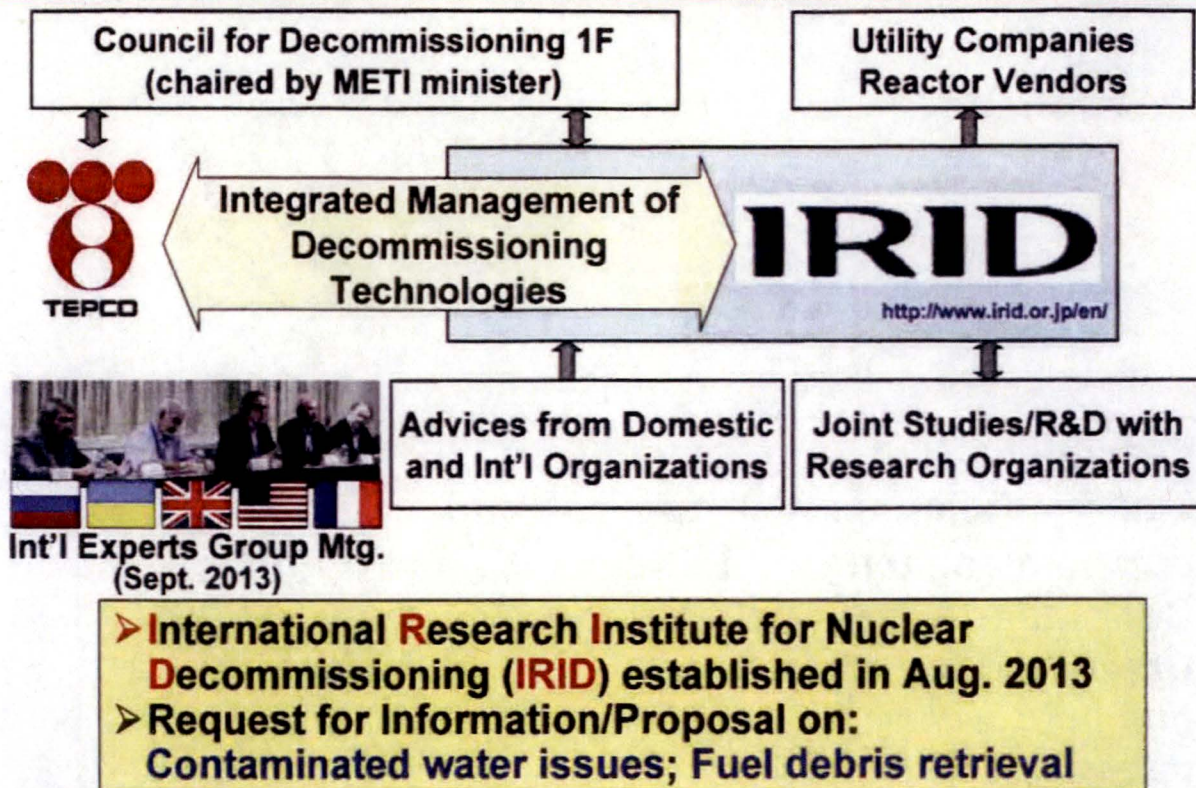 Council for Decommissioning 1F
(chaired by METI minister)
Utility Companies
Reactor Vendors
TEPCO
Integrated Management of
Decommissioning
Technologies
IRID
http://www.irid.or.jp/en/
Advices from Domestic
and Int'l Organizations
Joint Studies/R&D with
Research Organizations
Int'l Experts Group Mtg.
(Sept. 2013)
➢International Research Institute for Nuclear
Decommissioning (IRID) established in Aug. 2013
➢Request for Information/Proposal on:
Contaminated water issues; Fuel debris retrieval